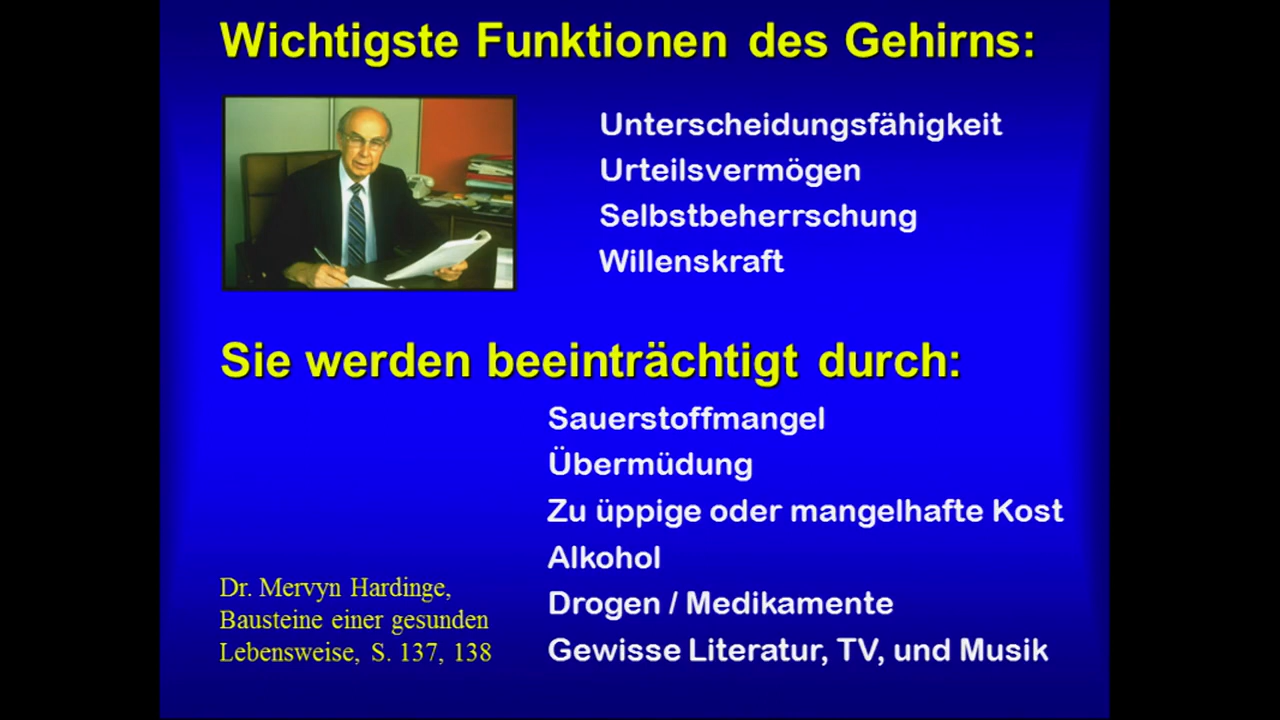 Wichtigste Funktionen des Gehirns:
Unterscheidungsfähigkeit
Urteilsvermögen
Selbstbeherrschung
Willenskraft
Sie werden beeinträchtigt durch:
Sauerstoffmangel
Übermüdung
Zu üppige oder mangelhafte Kost
Alkohol
Drogen / Medikamente
Gewisse Literatur, TV, und Musik
Dr. Mervyn Hardinge,
Bausteine einer gesunden
Lebensweise, S. 137, 138